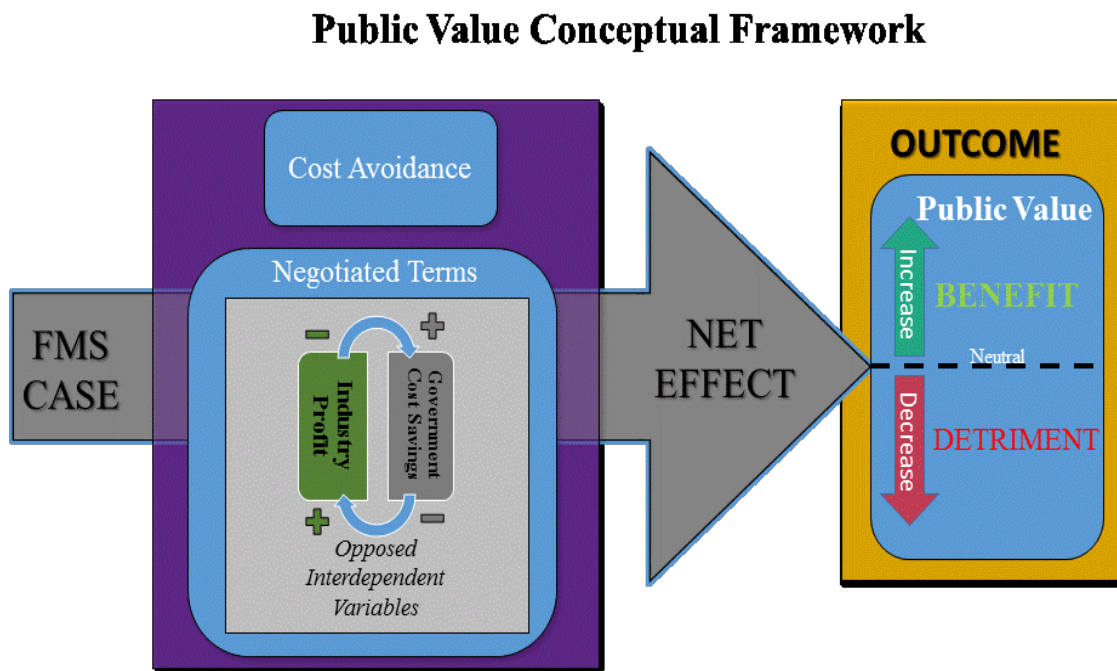 Public Value Conceptual Framework
Cost Avoidance
Negotiated Terms
FMS
CASE
Industry
Profit
Government
Cost Savings
Opposed
Interdependent
Variables
NET
EFFECT
OUTCOME
Public Value
Increase
BENEFIT
Neutral
Decrease
DETRIMENT